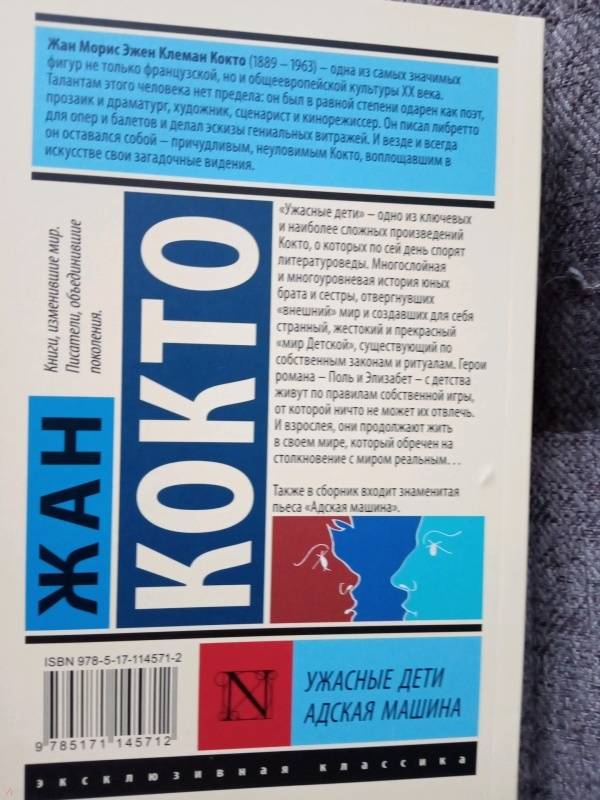 Жан Морис Эжен Клеман Кокто (1889 – 1963) – одна из самых значимых
фигур не только французской, но и общеевропейской культуры XX века.
Талантам этого человека нет предела: он был в равной степени одарен как поэт,
прозаик и драматург, художник, сценарист и кинорежиссер. Он писал либретто
для опер и балетов и делал эскизы гениальных витражей. И везде и всегда
он оставался собой – причудливым, неуловимым Кокто, воплощавшим в
искусстве свои загадочные видения.
Книги, изменившие мир.
Писатели, объединившие
поколения.
ЖАН
КОКТО
«Ужасные дети» – одно из ключевых
и наиболее сложных произведений
Кокто, о которых по сей день спорят
литературоведы. Многослойная
и многоуровневая история юных
брата и сестры, отвергнувших
«внешний» мир и создавших для себя
странный, жестокий и прекрасный
«мир Детской», существующий по
собственным законам и ритуалам. Герои
романа – Поль и Элизабет – с детства
живут по правилам собственной игры,
от которой ничто не может их отвлечь.
И взрослея, они продолжают жить
в своем мире, который обречен на
столкновение с миром реальным…
Также в сборник входит знаменитая
пьеса «Адская машина».
ISBN 978-5-17-114571-2
9 785171 145712
N
УЖАСНЫЕ ДЕТИ
АДСКАЯ МАШИНА
эксклюзивная классика